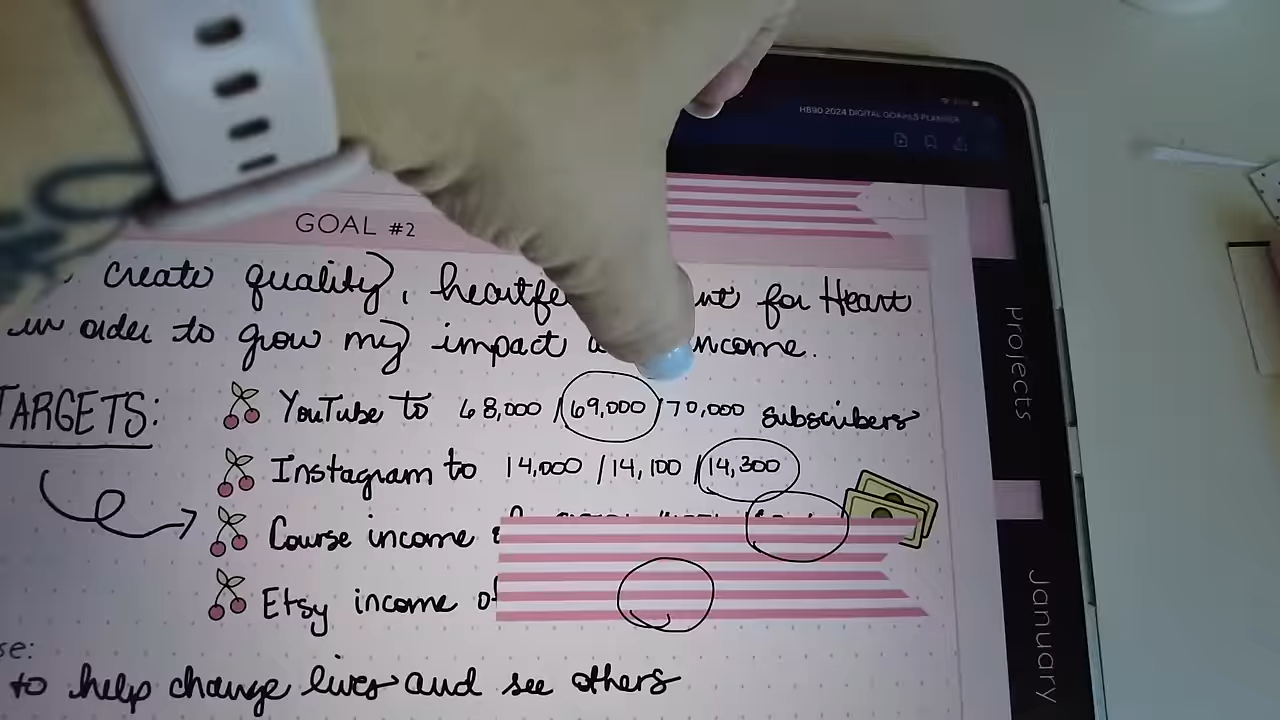 HB90 2024 DIGITAL GOALS PLANNER
GOAL #2
create quality, heartfe for Heart
in order to grow my impact income.
TARGETS:
YouTube to 68,000 / 69,000 / 70,000 subscribers
Instagram to 14,000 / 14,100 / 14,300
Course income
Etsy income of
se:
to help change lives and see others
Projects
January